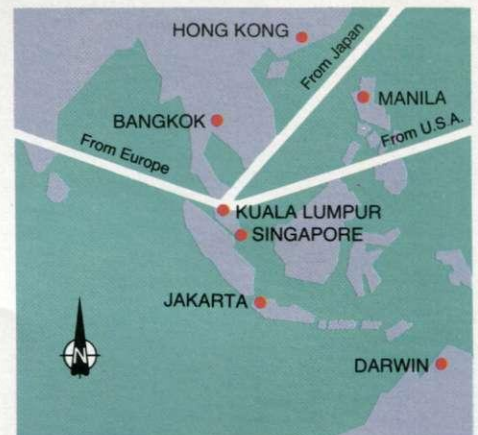 HONG KONG
From Japan
MANILA
BANGKOK
From U.S.A.
From Europe
KUALA LUMPUR
SINGAPORE
JAKARTA
N
DARWIN